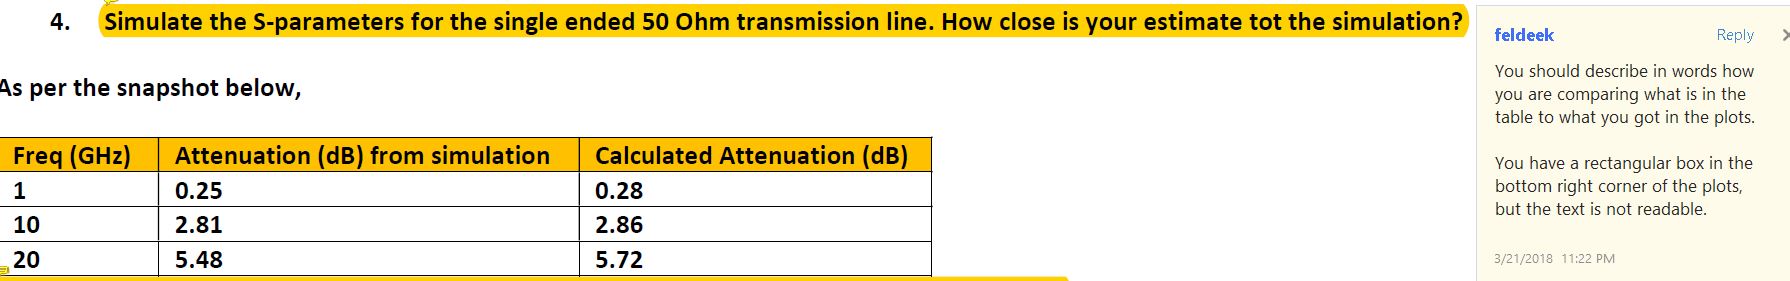 4. Simulate the S-parameters for the single ended 50 Ohm transmission line. How close is your estimate tot the simulation?
As per the snapshot below,
Freq (GHz) Attenuation (dB) from simulation Calculated Attenuation (dB)
1 0.25 0.28
10 2.81 2.86
20 5.48 5.72
feldeek Reply
You should describe in words how
you are comparing what is in the
table to what you got in the plots.
You have a rectangular box in the
bottom right corner of the plots,
but the text is not readable.
3/21/2018 11:22 PM